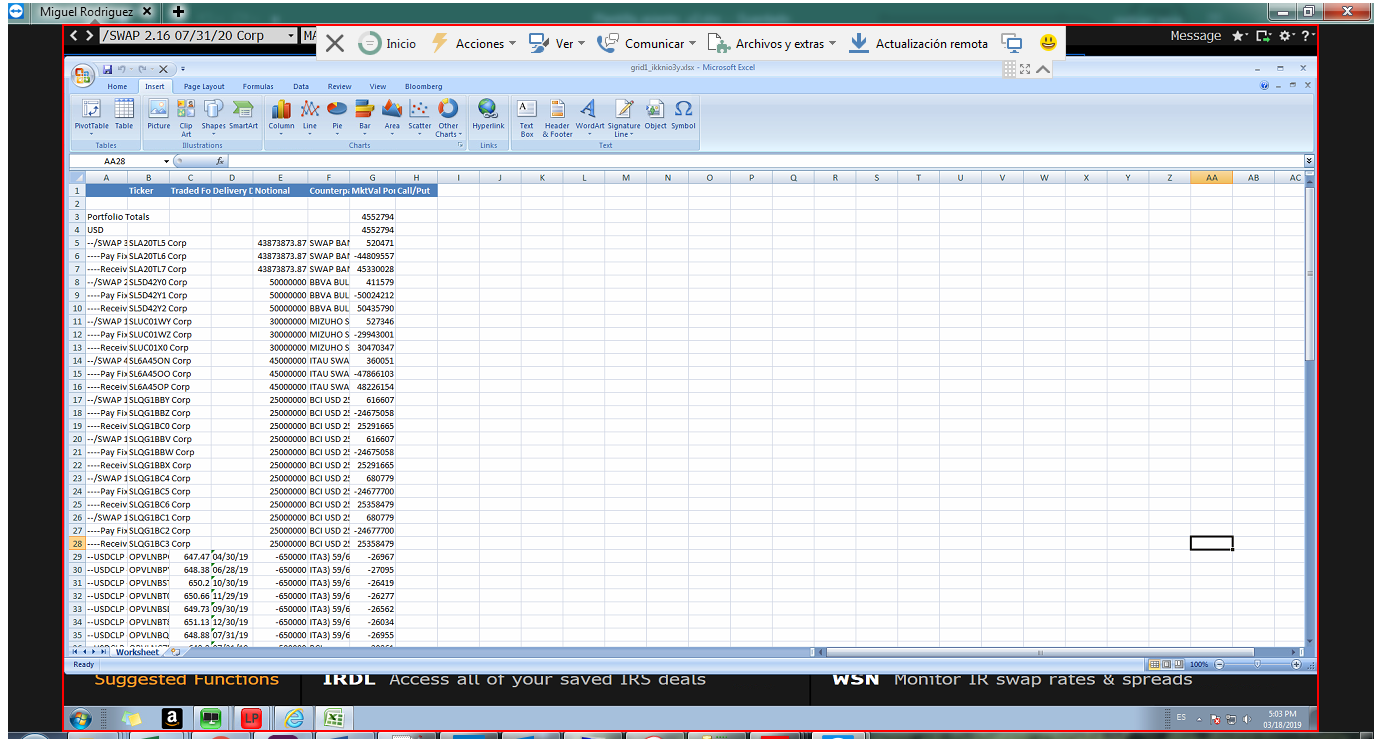 Miguel Rodriguez
/SWAP 2.16 07/31/20 Corp MA
Inicio Acciones Ver Comunicar Archivos y extras Actualización remota
Message
grid1_ikknio3y.xlsx - Microsoft Excel
Home Insert Page Layout Formulas Data Review View Bloomberg
PivotTable Table Picture Clip Art Shapes SmartArt Column Line Pie Bar Area Scatter Other Charts Hyperlink Text Box Header & Footer WordArt Signature Line Object Symbol
Tables Illustrations Charts Links Text
AA28 fx
A B C D E F G H I J K L M N O P Q R S T U V W X Y Z AA AB AC
1 Ticker Traded Fo Delivery D Notional Counterpa MktVal Po Call/Put
2
3 Portfolio Totals 4552794
4 USD 4552794
5 --/SWAP 3 SLA20TL5 Corp 43873873.87 SWAP BAN 520471
6 ----Pay Fix SLA20TL6 Corp 43873873.87 SWAP BAN -44809557
7 ----Receiv SLA20TL7 Corp 43873873.87 SWAP BAN 45330028
8 --/SWAP 2 SL5D42Y0 Corp 50000000 BBVA BUL 411579
9 ----Pay Fix SL5D42Y1 Corp 50000000 BBVA BUL -50024212
10 ----Receiv SL5D42Y2 Corp 50000000 BBVA BUL 50435790
11 --/SWAP 1 SLUC01WY Corp 30000000 MIZUHO S 527346
12 ----Pay Fix SLUC01WZ Corp 30000000 MIZUHO S -29943001
13 ----Receiv SLUC01X0 Corp 30000000 MIZUHO S 30470347
14 --/SWAP 4 SL6A45ON Corp 45000000 ITAU SWA 360051
15 ----Pay Fix SL6A45OO Corp 45000000 ITAU SWA -47866103
16 ----Receiv SL6A45OP Corp 45000000 ITAU SWA 48226154
17 --/SWAP 1 SLQG1BBY Corp 25000000 BCI USD 25 616607
18 ----Pay Fix SLQG1BBZ Corp 25000000 BCI USD 25 -24675058
19 ----Receiv SLQG1BC0 Corp 25000000 BCI USD 25 25291665
20 --/SWAP 1 SLQG1BBV Corp 25000000 BCI USD 25 616607
21 ----Pay Fix SLQG1BBW Corp 25000000 BCI USD 25 -24675058
22 ----Receiv SLQG1BBX Corp 25000000 BCI USD 25 25291665
23 --/SWAP 1 SLQG1BC4 Corp 25000000 BCI USD 25 680779
24 ----Pay Fix SLQG1BC5 Corp 25000000 BCI USD 25 -24677700
25 ----Receiv SLQG1BC6 Corp 25000000 BCI USD 25 25358479
26 --/SWAP 1 SLQG1BC1 Corp 25000000 BCI USD 25 680779
27 ----Pay Fix SLQG1BC2 Corp 25000000 BCI USD 25 -24677700
28 ----Receiv SLQG1BC3 Corp 25000000 BCI USD 25 25358479
29 --USDCLP OPVLNBP 647.47 04/30/19 -650000 ITA3) 59/6 -26967
30 --USDCLP OPVLNBP 648.38 06/28/19 -650000 ITA3) 59/6 -27095
31 --USDCLP OPVLNBS 650.2 10/30/19 -650000 ITA3) 59/6 -26419
32 --USDCLP OPVLNBT 650.66 11/29/19 -650000 ITA3) 59/6 -26277
33 --USDCLP OPVLNBS 649.73 09/30/19 -650000 ITA3) 59/6 -26562
34 --USDCLP OPVLNBT 651.13 12/30/19 -650000 ITA3) 59/6 -26034
35 --USDCLP OPVLNBQ 648.88 07/31/19 -650000 ITA3) 59/6 -26955
Worksheet
Ready 100%
Suggested Functions IRDL Access all of your saved IRS deals WSN Monitor IR swap rates & spreads
a LP ES 5:03 PM
03/18/2019